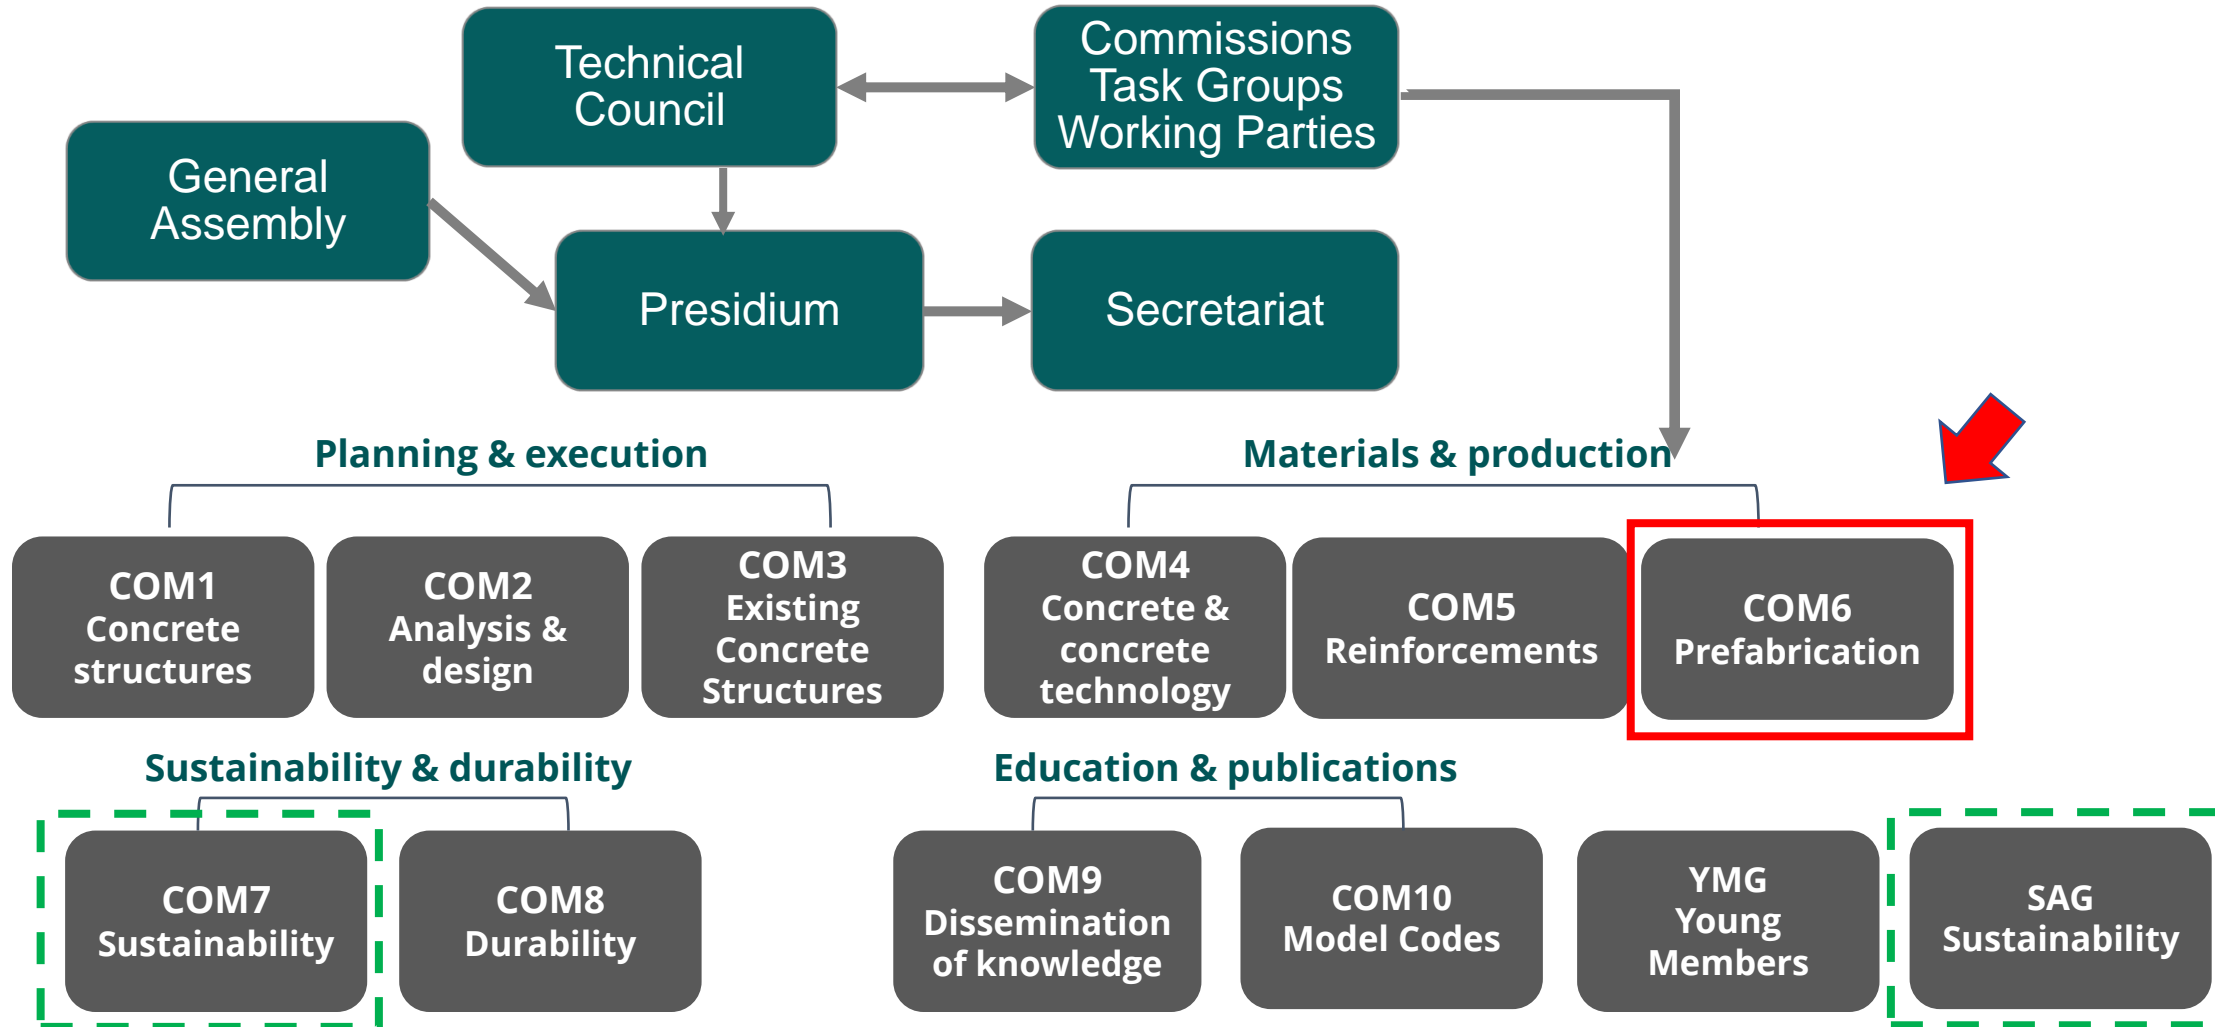 Technical
Council
Commissions
Task Groups
Working Parties
General
Assembly
Presidium
Secretariat
Planning & execution
Materials & production
COM1
Concrete
structures
COM2
Analysis &
design
COM3
Existing
Concrete
Structures
COM4
Concrete &
concrete
technology
COM5
Reinforcements
COM6
Prefabrication
Sustainability & durability
Education & publications
COM7
Sustainability
COM8
Durability
COM9
Dissemination
of knowledge
COM10
Model Codes
YMG
Young
Members
SAG
Sustainability